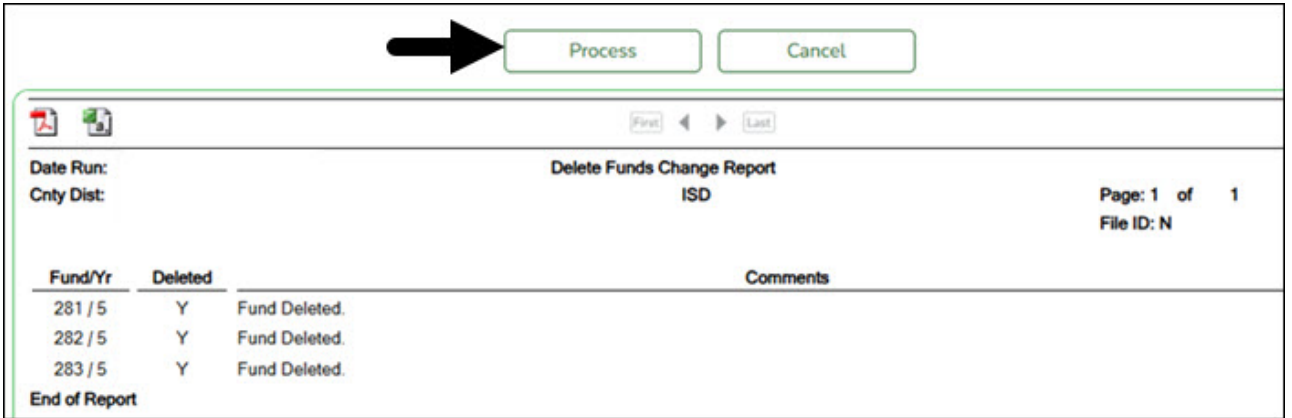 Process Cancel
First Last
Date Run: Delete Funds Change Report
Cnty Dist: ISD Page: 1 of 1
File ID: N
Fund/Yr Deleted Comments
281 / 5 Y Fund Deleted.
282 / 5 Y Fund Deleted.
283 / 5 Y Fund Deleted.
End of Report